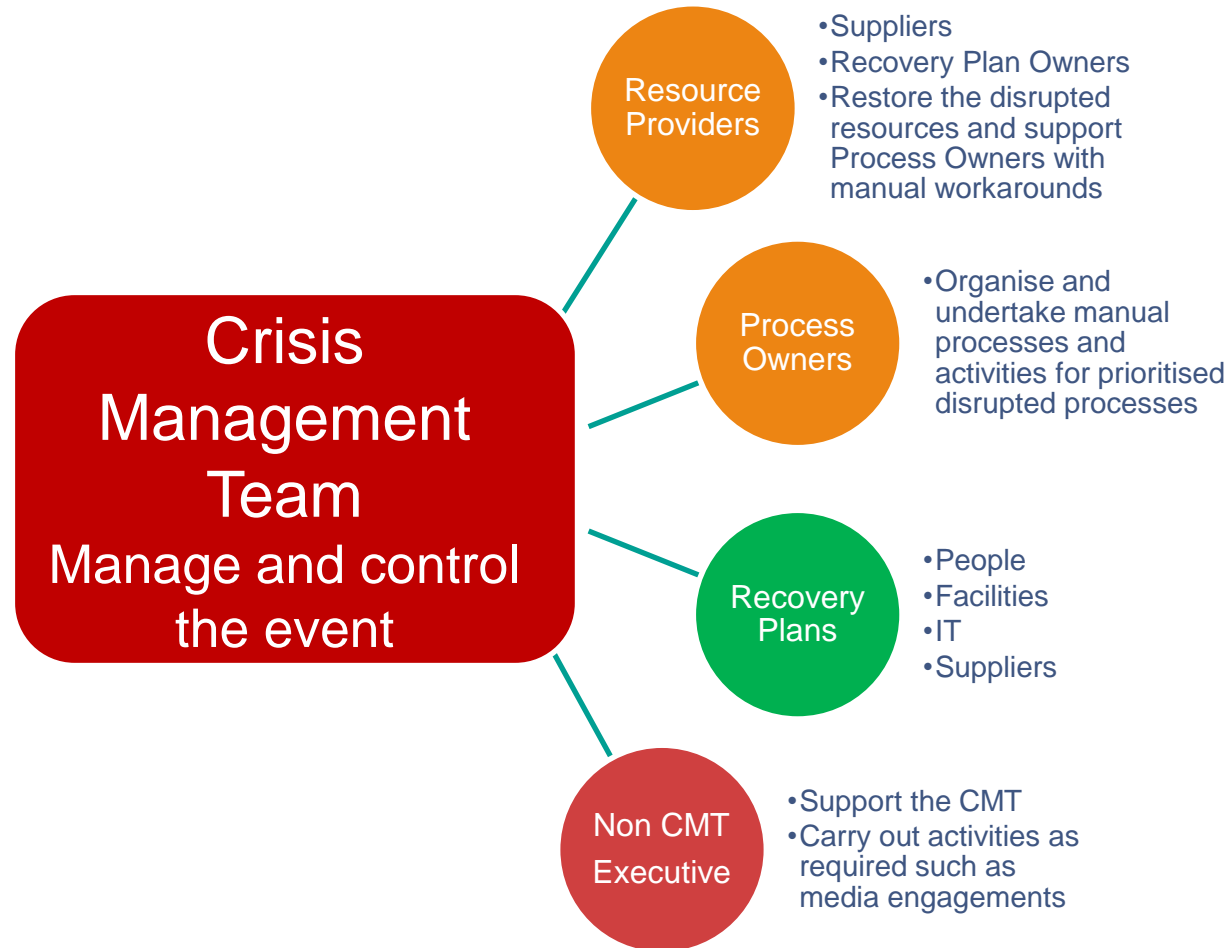 Crisis
Management
Team
Manage and control
the event
Resource
Providers
•Suppliers
•Recovery Plan Owners
•Restore the disrupted
resources and support
Process Owners with
manual workarounds
Process
Owners
•Organise and
undertake manual
processes and
activities for prioritised
disrupted processes
Recovery
Plans
•People
•Facilities
•IT
•Suppliers
Non CMT
Executive
•Support the CMT
•Carry out activities as
required such as
media engagements